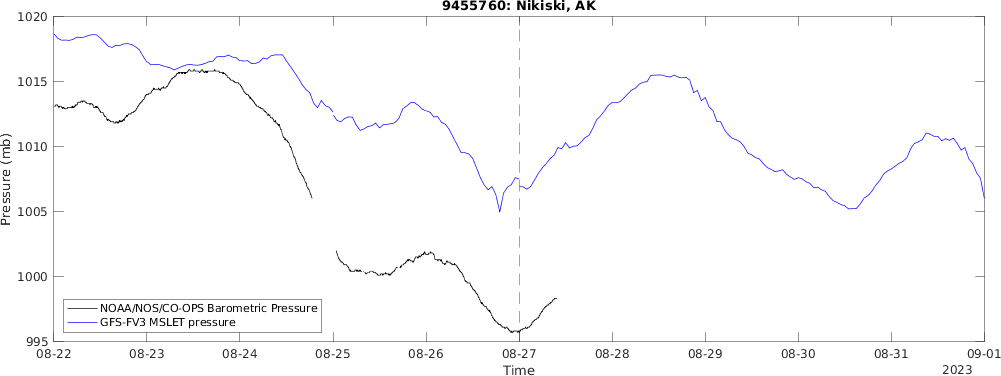 9455760: Nikiski, AK
Pressure (mb)
1020
1015
1010
1005
1000
995
NOAA/NOS/CO-OPS Barometric Pressure
GFS-FV3 MSLET pressure
08-22 08-23 08-24 08-25 08-26 08-27 08-28 08-29 08-30 08-31 09-01
Time
2023